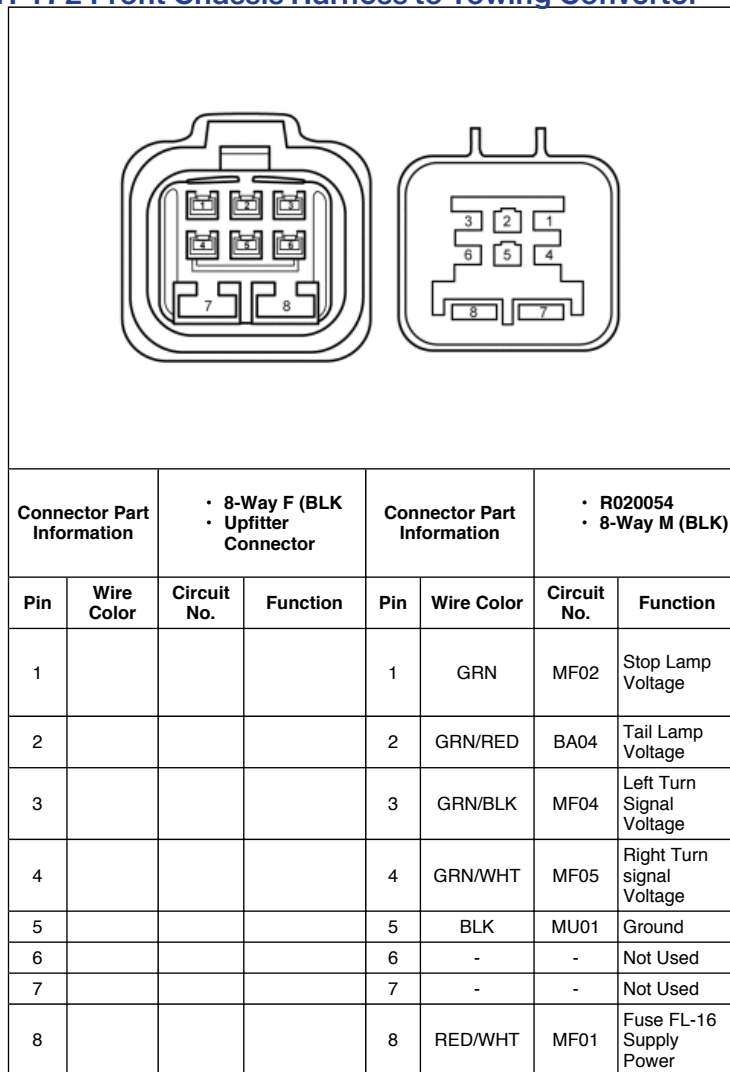 Front Chassis Harness to Towing Convertor
1 2 3
4 5 6
7 8
3 2 1
6 5 4
8 7
Connector Part Information
• 8-Way F (BLK
• Upfitter Connector
Connector Part Information
• R020054
• 8-Way M (BLK)
Pin Wire Color Circuit No. Function Pin Wire Color Circuit No. Function
1 1 GRN MF02 Stop Lamp Voltage
2 2 GRN/RED BA04 Tail Lamp Voltage
3 3 GRN/BLK MF04 Left Turn Signal Voltage
4 4 GRN/WHT MF05 Right Turn signal Voltage
5 5 BLK MU01 Ground
6 6 - - Not Used
7 7 - - Not Used
8 8 RED/WHT MF01 Fuse FL-16 Supply Power